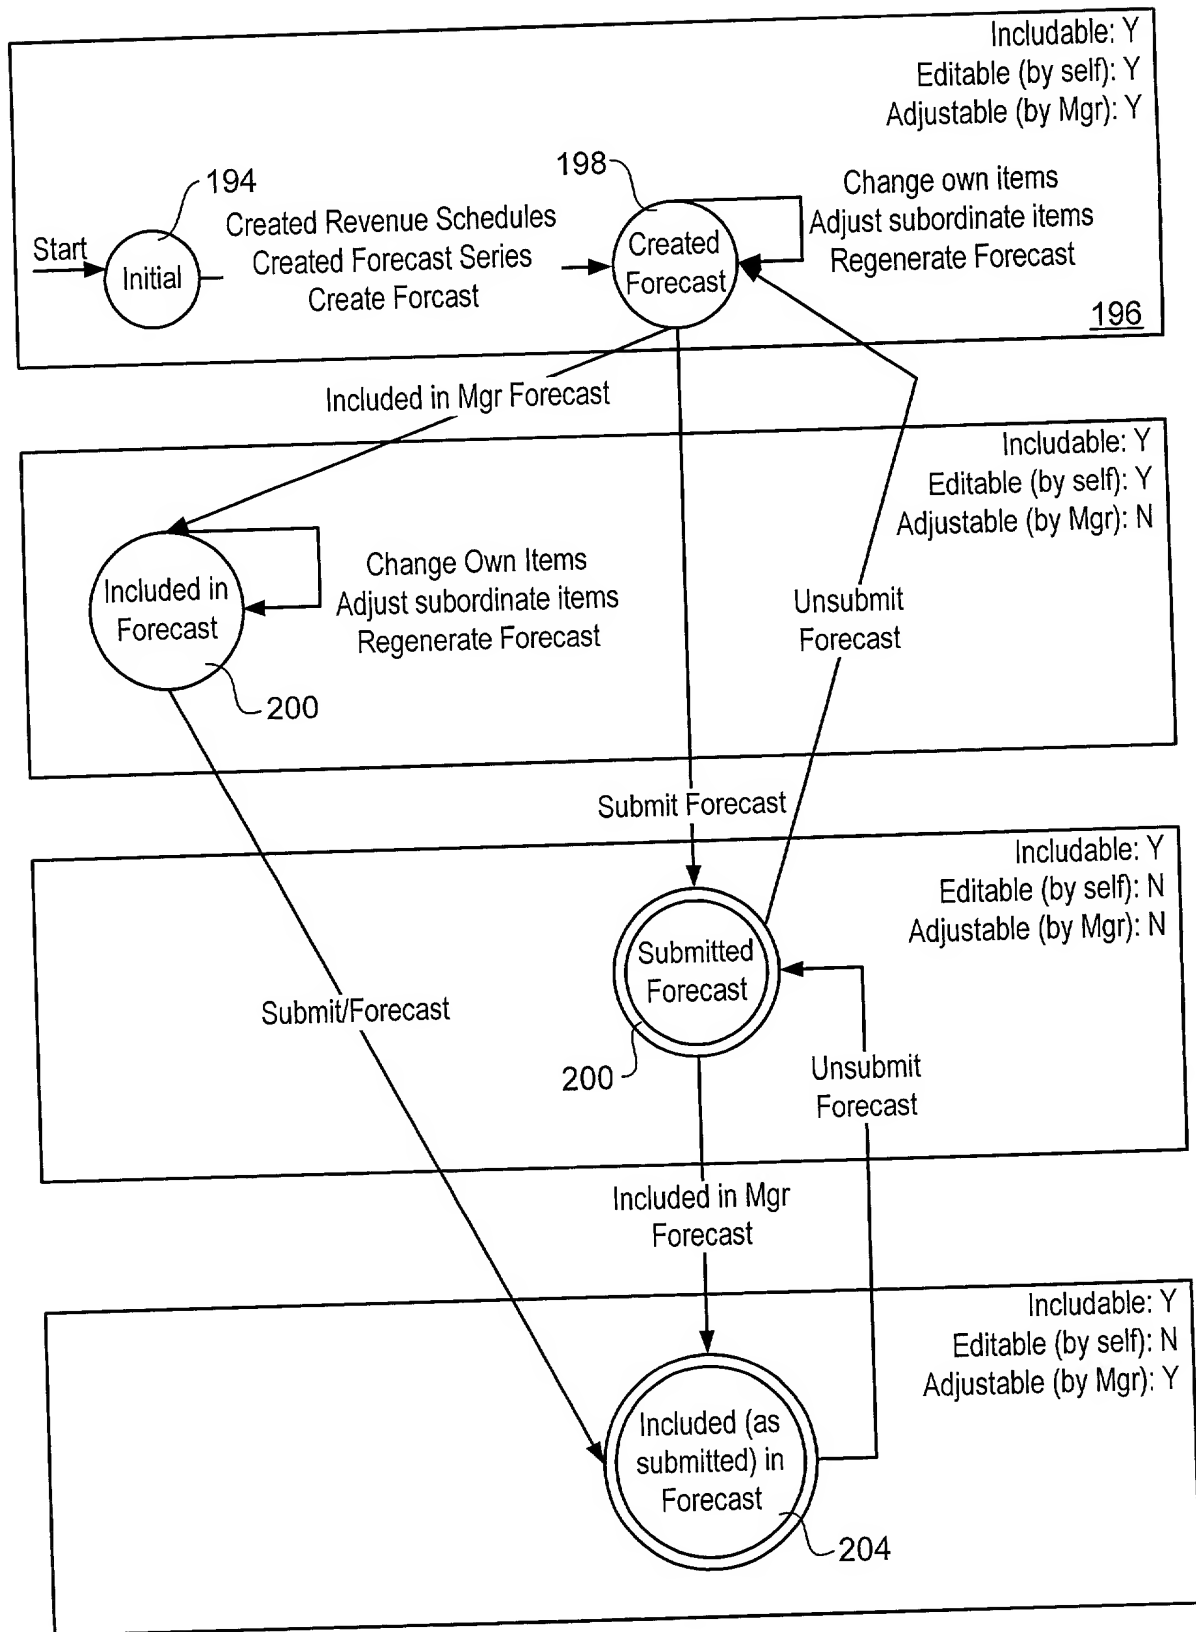 Includable: Y
Editable (by self): Y
Adjustable (by Mgr): Y
194
198
Start
Initial
Created Revenue Schedules
Created Forecast Series
Create Forcast
Created
Forecast
Change own items
Adjust subordinate items
Regenerate Forecast
196
Included in Mgr Forecast
Includable: Y
Editable (by self): Y
Adjustable (by Mgr): N
Included in
Forecast
200
Change Own Items
Adjust subordinate items
Regenerate Forecast
Unsubmit
Forecast
Submit Forecast
Includable: Y
Editable (by self): N
Adjustable (by Mgr): N
Submitted
Forecast
200
Submit/Forecast
Unsubmit
Forecast
Included in Mgr
Forecast
Includable: Y
Editable (by self): N
Adjustable (by Mgr): Y
Included (as
submitted) in
Forecast
204